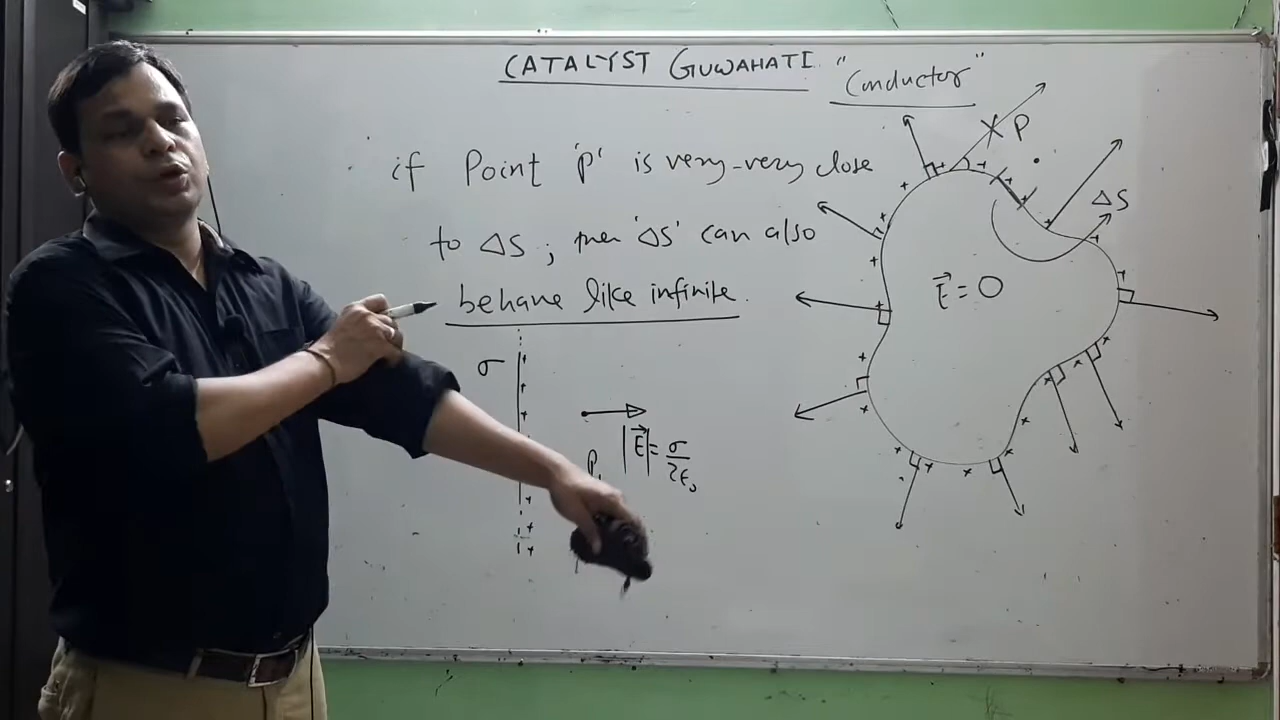 CATALYST GUWAHATI
"Conductor"
if Point 'P' is very-very close
to ΔS ; then 'ΔS' can also
behave like infinite.
σ
|E⃗| = σ/2ε₀
P
P
ΔS
E⃗ = 0